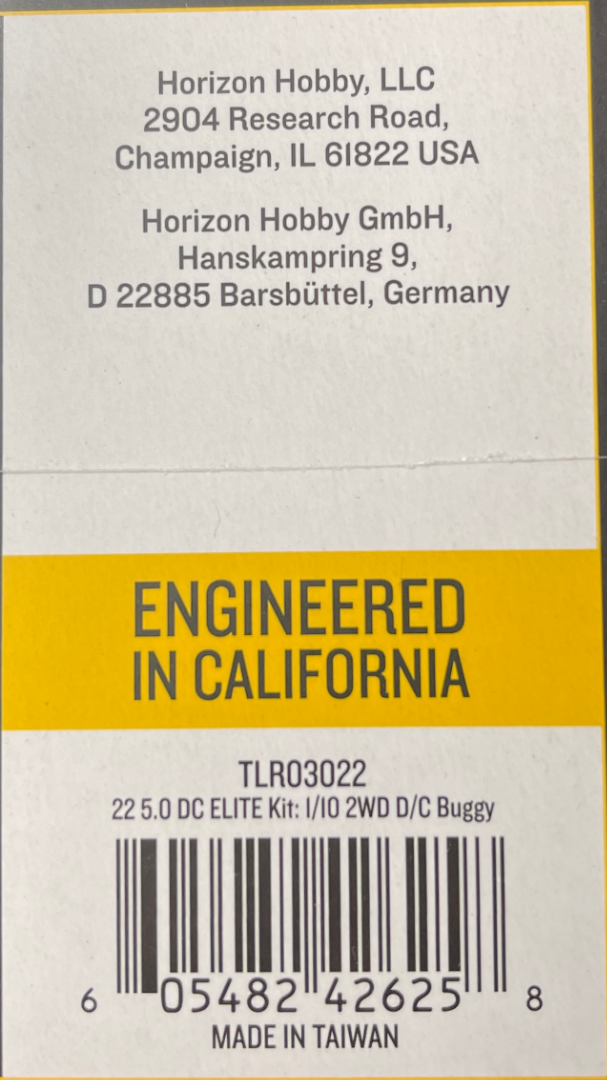 Horizon Hobby, LLC
2904 Research Road,
Champaign, IL 61822 USA
Horizon Hobby GmbH,
Hanskampring 9,
D 22885 Barsbüttel, Germany
ENGINEERED
IN CALIFORNIA
TLR03022
22 5.0 DC ELITE Kit: 1/10 2WD D/C Buggy
6 05482 42625 8
MADE IN TAIWAN